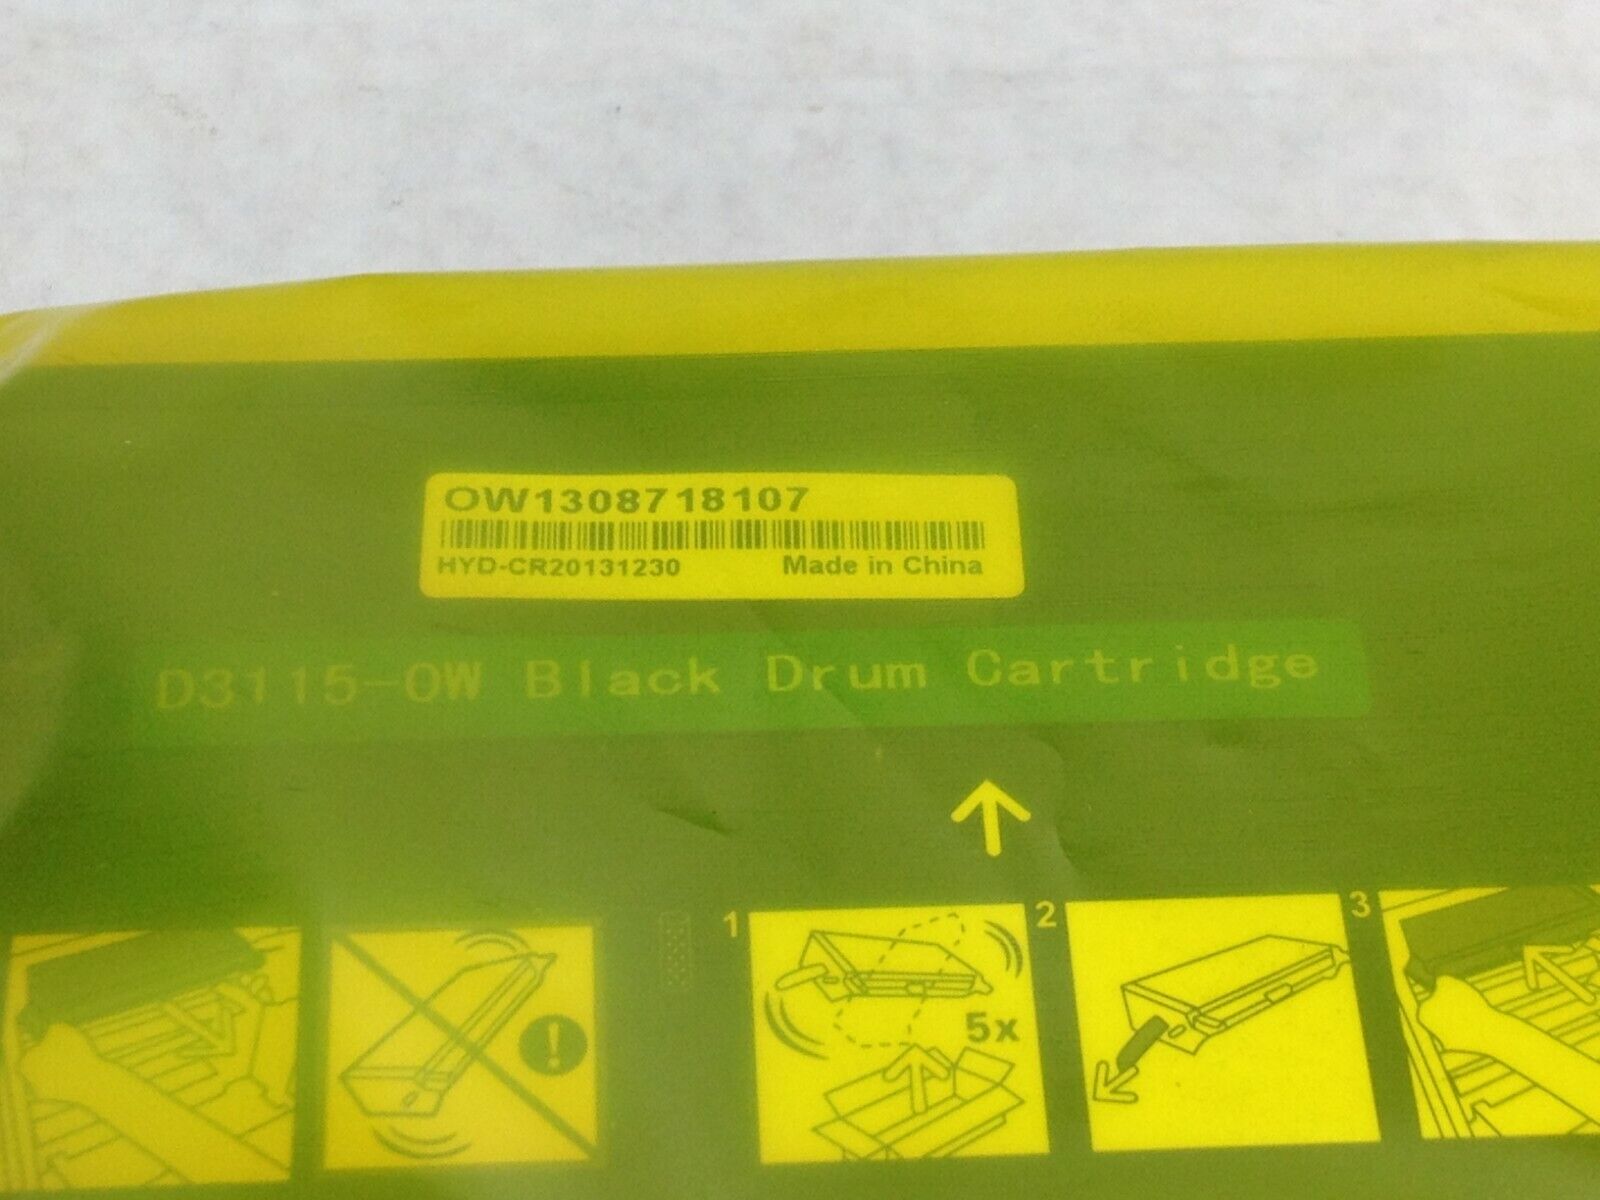 OW1308718107
HYD-CR20131230 Made in China
D3115-OW Black Drum Cartridge
1 2 3
5x